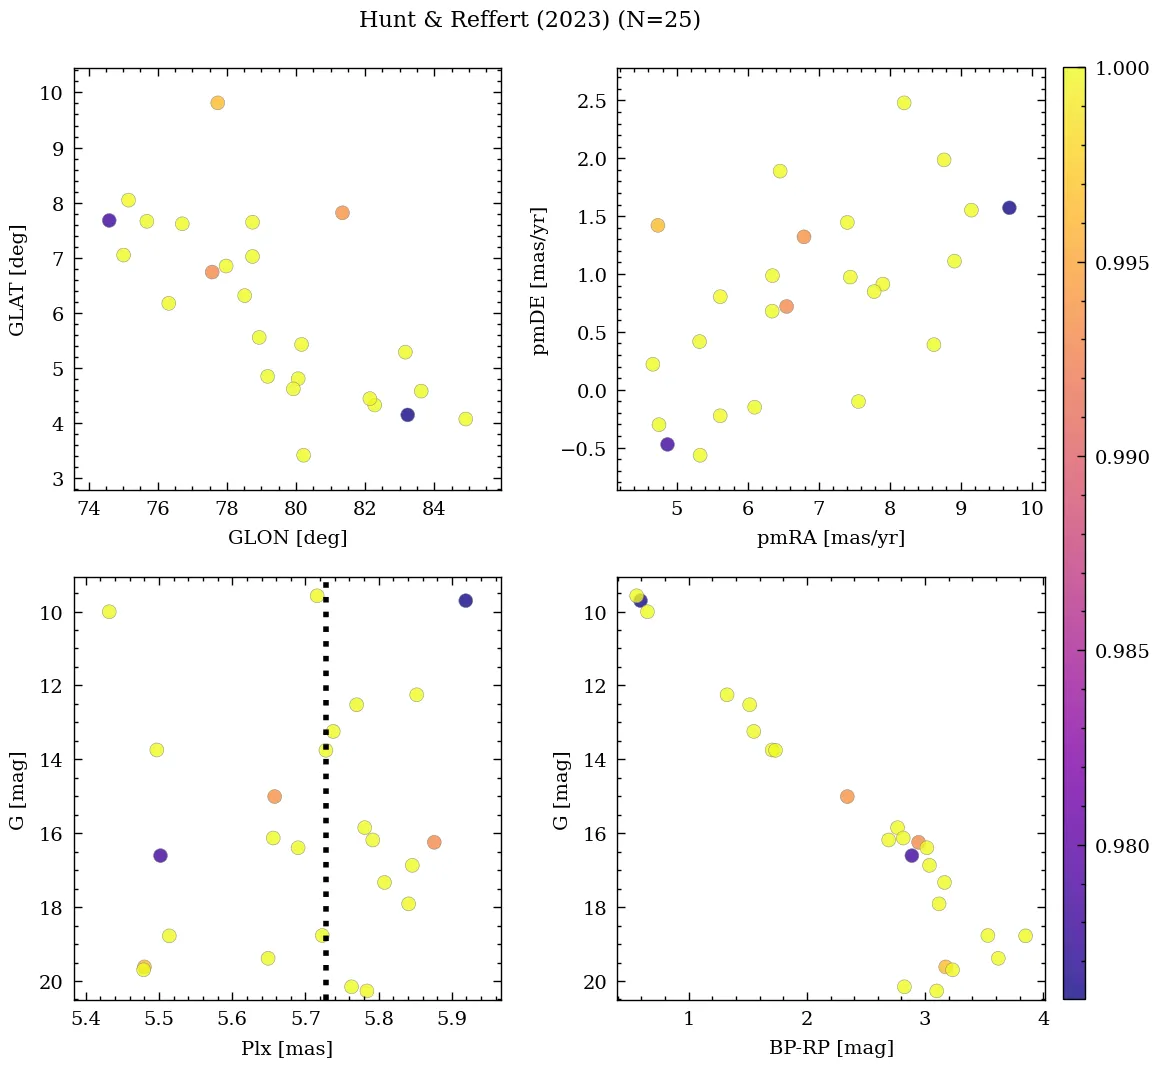 Hunt & Reffert (2023) (N=25)
10
9
8
7
6
5
4
3
GLAT [deg]
74 76 78 80 82 84
GLON [deg]
2.5
2.0
1.5
1.0
0.5
0.0
−0.5
pmDE [mas/yr]
5 6 7 8 9 10
pmRA [mas/yr]
10
12
14
16
18
20
G [mag]
5.4 5.5 5.6 5.7 5.8 5.9
Plx [mas]
10
12
14
16
18
20
G [mag]
1 2 3 4
BP-RP [mag]
1.000
0.995
0.990
0.985
0.980